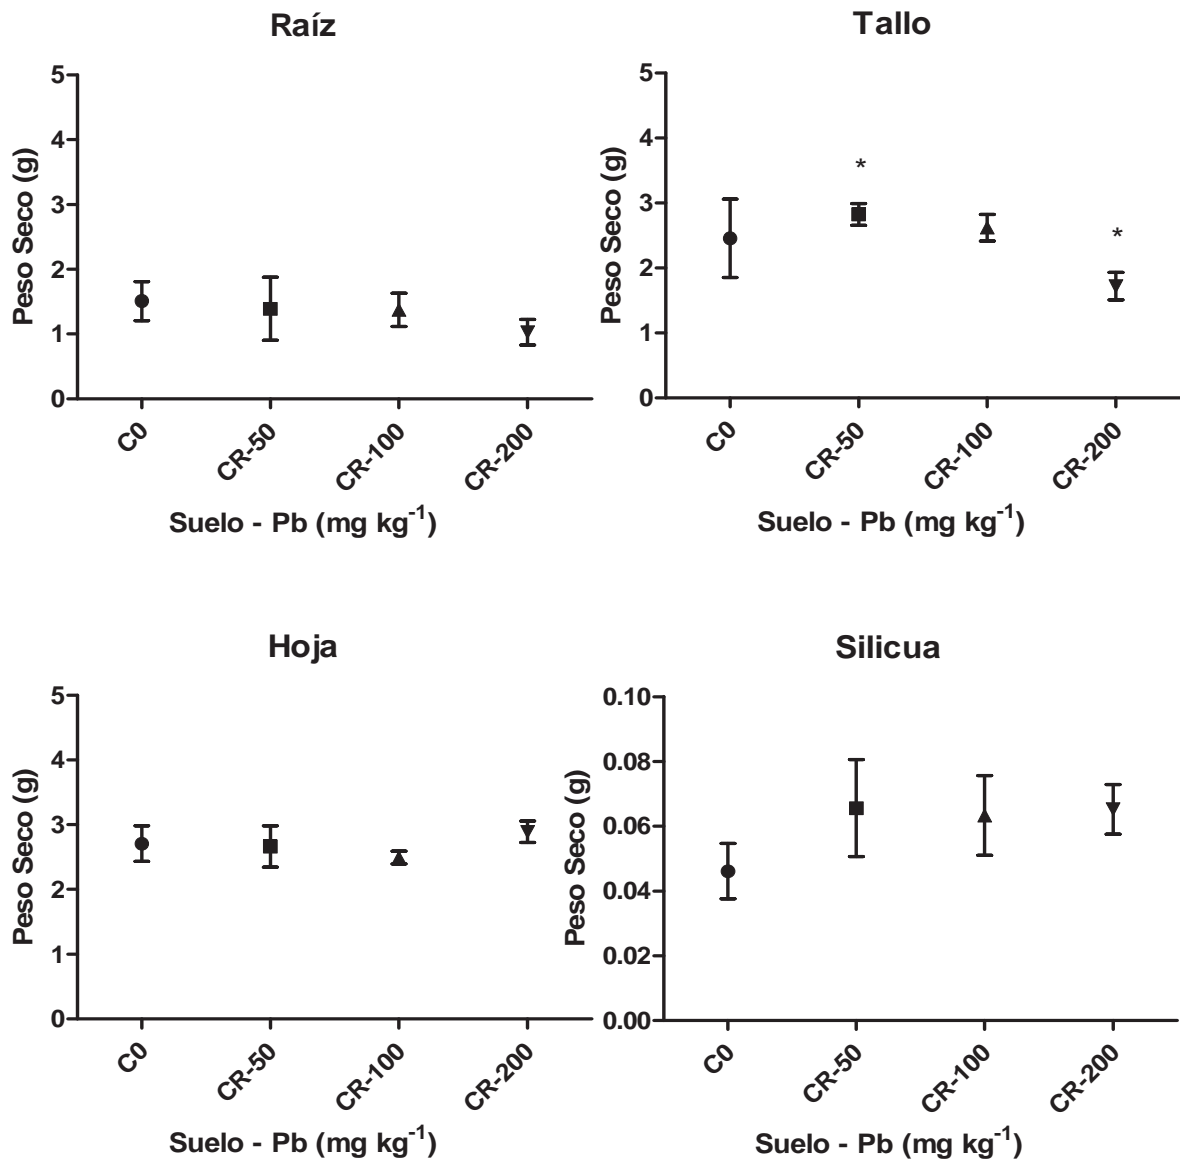 Raíz
5
4
3
2
1
0
Peso Seco (g)
C0
CR-50
CR-100
CR-200
Suelo - Pb (mg kg⁻¹)
Tallo
5
4
3
2
1
0
Peso Seco (g)
*
*
C0
CR-50
CR-100
CR-200
Suelo - Pb (mg kg⁻¹)
Hoja
5
4
3
2
1
0
Peso Seco (g)
C0
CR-50
CR-100
CR-200
Suelo - Pb (mg kg⁻¹)
Silicua
0.10
0.08
0.06
0.04
0.02
0.00
Peso Seco (g)
C0
CR-50
CR-100
CR-200
Suelo - Pb (mg kg⁻¹)